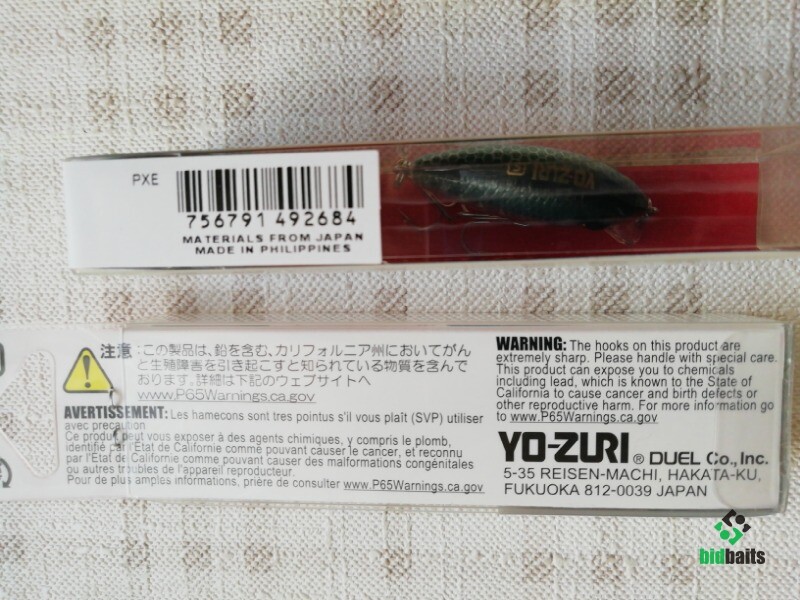 PXE
756791 492684
MATERIALS FROM JAPAN
MADE IN PHILIPPINES
YO-ZURI
注意:この製品は、鉛を含む、カリフォルニア州においてがん
と生殖障害を引き起こすと知られている物質を含んで
おります。詳細は下記のウェブサイトへ
www.P65Warnings.ca.gov
AVERTISSEMENT: Les hamecons sont tres pointus s'il vous plaît (SVP) utiliser
avec precaution
Ce produit peut vous exposer à des agents chimiques, y compris le plomb,
identifié par l'État de Californie comme pouvant causer le cancer, et reconnu
par l'État de Californie comme pouvant causer des malformations congénitales
ou autres troubles de l'appareil reproducteur.
Pour de plus amples informations, prière de consulter www.P65Warnings.ca.gov
WARNING: The hooks on this product are
extremely sharp. Please handle with special care.
This product can expose you to chemicals
including lead, which is known to the State of
California to cause cancer and birth defects or
other reproductive harm. For more information go
to www.P65Warnings.ca.gov
YO-ZURI® DUEL Co., Inc.
5-35 REISEN-MACHI, HAKATA-KU,
FUKUOKA 812-0039 JAPAN
bidbaits